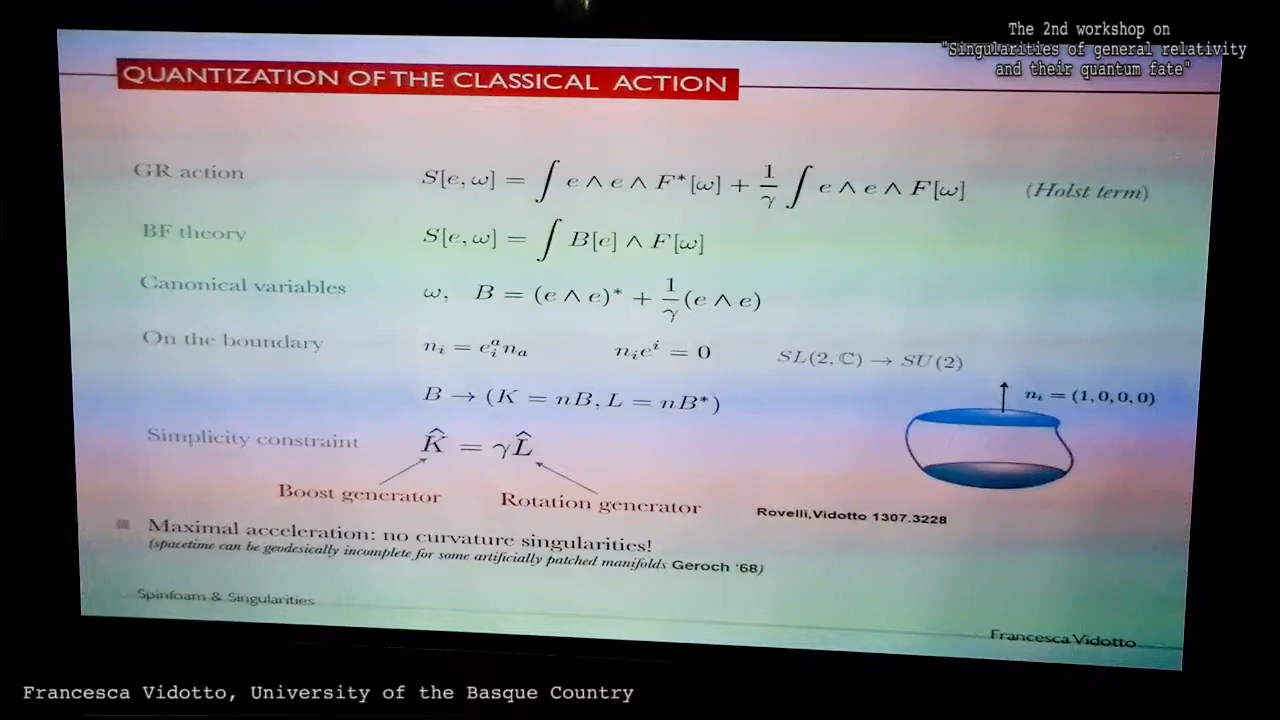 The 2nd workshop on
"Singularities of general relativity
and their quantum fate"
QUANTIZATION OF THE CLASSICAL ACTION
GR action S[e, ω] = ∫ e ∧ e ∧ F*[ω] + 1/γ ∫ e ∧ e ∧ F[ω] (Holst term)
BF theory S[e, ω] = ∫ B[e] ∧ F[ω]
Canonical variables ω, B = (e ∧ e)* + 1/γ (e ∧ e)
On the boundary nᵢ = eᵢᵃnₐ nᵢeⁱ = 0 SL(2, ℂ) → SU(2)
B → (K = nB, L = nB*) nᵢ = (1, 0, 0, 0)
Simplicity constraint K̂ = γL̂
Boost generator Rotation generator
Rovelli,Vidotto 1307.3228
Maximal acceleration: no curvature singularities!
(spacetime can be geodesically incomplete for some artificially patched manifolds Geroch '68)
Spinfoam & Singularities
Francesca Vidotto
Francesca Vidotto, University of the Basque Country